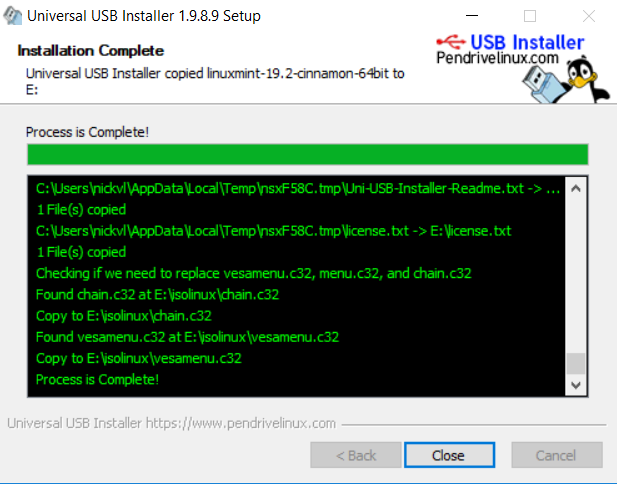 Universal USB Installer 1.9.8.9 Setup
Installation Complete
Universal USB Installer copied linuxmint-19.2-cinnamon-64bit to
E:
USB Installer
Pendrivelinux.com
Process is Complete!
C:\Users\nickvl\AppData\Local\Temp\nsxF58C.tmp\Uni-USB-Installer-Readme.txt -> ...
1 File(s) copied
C:\Users\nickvl\AppData\Local\Temp\nsxF58C.tmp\license.txt -> E:\license.txt
1 File(s) copied
Checking if we need to replace vesamenu.c32, menu.c32, and chain.c32
Found chain.c32 at E:\isolinux\chain.c32
Copy to E:\isolinux\chain.c32
Found vesamenu.c32 at E:\isolinux\vesamenu.c32
Copy to E:\isolinux\vesamenu.c32
Process is Complete!
Universal USB Installer https://www.pendrivelinux.com
< Back
Close
Cancel